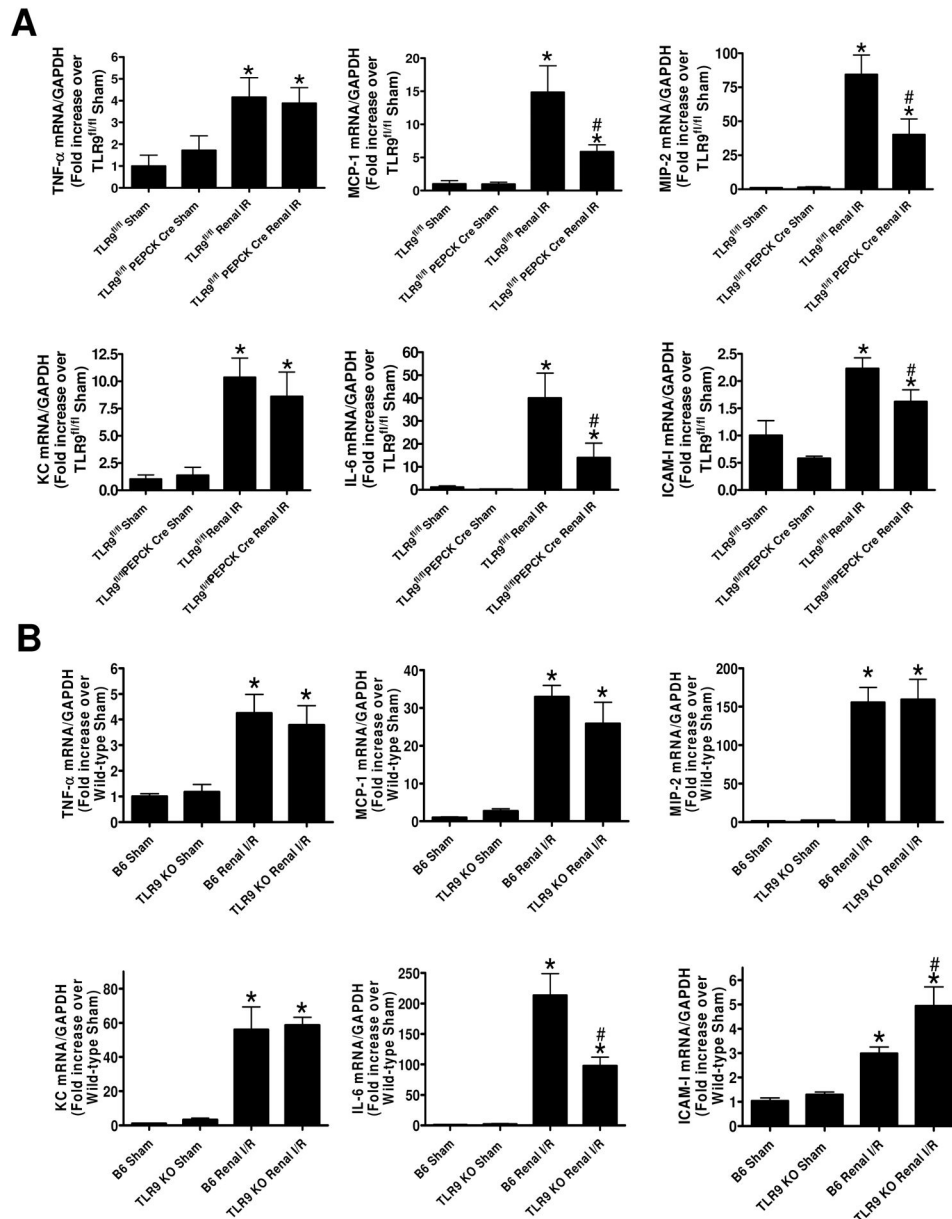 A
TNF-α mRNA/GAPDH
(Fold increase over
TLR9fl/fl Sham)
6
5
4
3
2
1
0
*
*
TLR9fl/fl Sham
TLR9fl/fl PEPCK Cre Sham
TLR9fl/fl Renal IR
TLR9fl/fl PEPCK Cre Renal IR
MCP-1 mRNA/GAPDH
(Fold increase over
TLR9fl/fl Sham)
20
15
10
5
0
*
#
*
TLR9fl/fl Sham
TLR9fl/fl PEPCK Cre Sham
TLR9fl/fl Renal IR
TLR9fl/fl PEPCK Cre Renal IR
MIP-2 mRNA/GAPDH
(Fold increase over
TLR9fl/fl Sham)
100
75
50
25
0
*
#
*
TLR9fl/fl Sham
TLR9fl/fl PEPCK Cre Sham
TLR9fl/fl Renal IR
TLR9fl/fl PEPCK Cre Renal IR
KC mRNA/GAPDH
(Fold increase over
TLR9fl/fl Sham)
12.5
10.0
7.5
5.0
2.5
0.0
*
*
TLR9fl/fl Sham
TLR9fl/flPEPCK Cre Sham
TLR9fl/fl Renal IR
TLR9fl/flPEPCK Cre Renal IR
IL-6 mRNA/GAPDH
(Fold increase over
TLR9fl/fl Sham)
60
50
40
30
20
10
0
*
#
*
TLR9fl/fl Sham
TLR9fl/flPEPCK Cre Sham
TLR9fl/fl Renal IR
TLR9fl/flPEPCK Cre Renal IR
ICAM-I mRNA/GAPDH
(Fold increase over
TLR9fl/fl Sham)
2.5
2.0
1.5
1.0
0.5
0.0
*
#
*
TLR9fl/fl Sham
TLR9fl/flPEPCK Cre Sham
TLR9fl/fl Renal IR
TLR9fl/flPEPCK Cre Renal IR
B
TNF-α mRNA/GAPDH
(Fold increase over
Wild-type Sham)
6
5
4
3
2
1
0
*
*
B6 Sham
TLR9 KO Sham
B6 Renal I/R
TLR9 KO Renal I/R
MCP-1 mRNA/GAPDH
(Fold increase over
Wild-type Sham)
40
30
20
10
0
*
*
B6 Sham
TLR9 KO Sham
B6 Renal I/R
TLR9 KO Renal I/R
MIP-2 mRNA/GAPDH
(Fold increase over
Wild-type Sham)
200
150
100
50
0
*
*
B6 Sham
TLR9 KO Sham
B6 Renal I/R
TLR9 KO Renal I/R
KC mRNA/GAPDH
(Fold increase over
Wild-type Sham)
80
60
40
20
0
*
*
B6 Sham
TLR9 KO Sham
B6 Renal I/R
TLR9 KO Renal I/R
IL-6 mRNA/GAPDH
(Fold increase over
Wild-type Sham)
250
200
150
100
50
0
*
#
*
B6 Sham
TLR9 KO Sham
B6 Renal I/R
TLR9 KO Renal I/R
ICAM-I mRNA/GAPDH
(Fold increase over
Wild-type Sham)
6
5
4
3
2
1
0
*
#
*
B6 Sham
TLR9 KO Sham
B6 Renal I/R
TLR9 KO Renal I/R